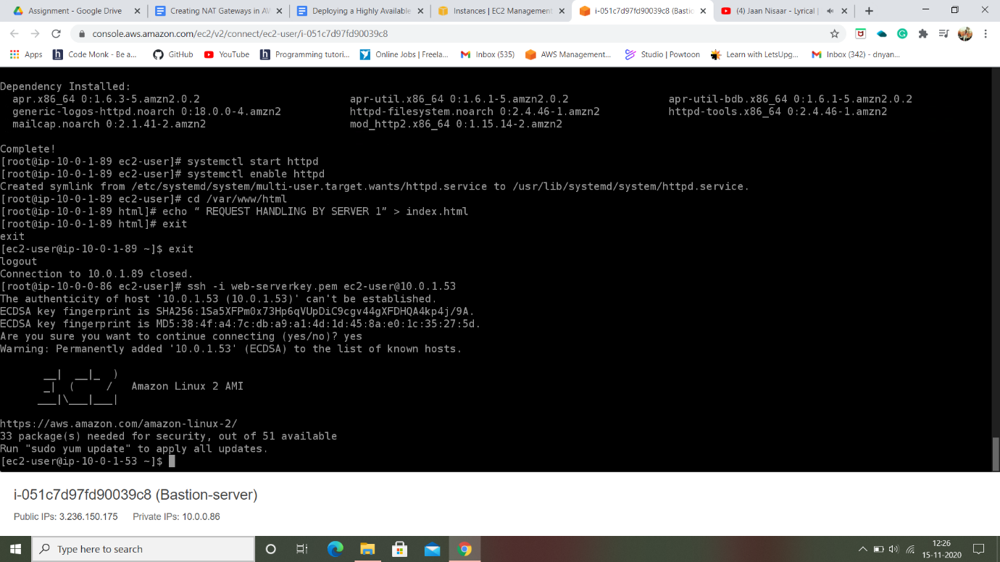 Assignment - Google Drive
Creating NAT Gateways in AW
Deploying a Highly Available
Instances | EC2 Management
i-051c7d97fd90039c8 (Bastio
(4) Jaan Nisaar - Lyrical |
console.aws.amazon.com/ec2/v2/connect/ec2-user/i-051c7d97fd90039c8
Apps
Code Monk - Be a...
GitHub
YouTube
Programming tutori...
Online Jobs | Freela...
Inbox (535)
AWS Management...
Studio | Powtoon
Learn with LetsUpg...
Inbox (342) - dnyan...
Dependency Installed:
apr.x86_64 0:1.6.3-5.amzn2.0.2 apr-util.x86_64 0:1.6.1-5.amzn2.0.2 apr-util-bdb.x86_64 0:1.6.1-5.amzn2.0.2
generic-logos-httpd.noarch 0:18.0.0-4.amzn2 httpd-filesystem.noarch 0:2.4.46-1.amzn2 httpd-tools.x86_64 0:2.4.46-1.amzn2
mailcap.noarch 0:2.1.41-2.amzn2 mod_http2.x86_64 0:1.15.14-2.amzn2
Complete!
[root@ip-10-0-1-89 ec2-user]# systemctl start httpd
[root@ip-10-0-1-89 ec2-user]# systemctl enable httpd
Created symlink from /etc/systemd/system/multi-user.target.wants/httpd.service to /usr/lib/systemd/system/httpd.service.
[root@ip-10-0-1-89 ec2-user]# cd /var/www/html
[root@ip-10-0-1-89 html]# echo “ REQUEST HANDLING BY SERVER 1” > index.html
[root@ip-10-0-1-89 html]# exit
exit
[ec2-user@ip-10-0-1-89 ~]$ exit
logout
Connection to 10.0.1.89 closed.
[root@ip-10-0-0-86 ec2-user]# ssh -i web-serverkey.pem ec2-user@10.0.1.53
The authenticity of host '10.0.1.53 (10.0.1.53)' can't be established.
ECDSA key fingerprint is SHA256:1Sa5XFPm0x73Hp6qVUpDiC9cgv44gXFDHQA4kp4j/9A.
ECDSA key fingerprint is MD5:38:4f:a4:7c:db:a9:a1:4d:1d:45:8a:e0:1c:35:27:5d.
Are you sure you want to continue connecting (yes/no)? yes
Warning: Permanently added '10.0.1.53' (ECDSA) to the list of known hosts.
__|  __|_  )
_|  (     /   Amazon Linux 2 AMI
___|\___|___|
https://aws.amazon.com/amazon-linux-2/
33 package(s) needed for security, out of 51 available
Run "sudo yum update" to apply all updates.
[ec2-user@ip-10-0-1-53 ~]$
i-051c7d97fd90039c8 (Bastion-server)
Public IPs: 3.236.150.175 Private IPs: 10.0.0.86
Type here to search
12:26
15-11-2020